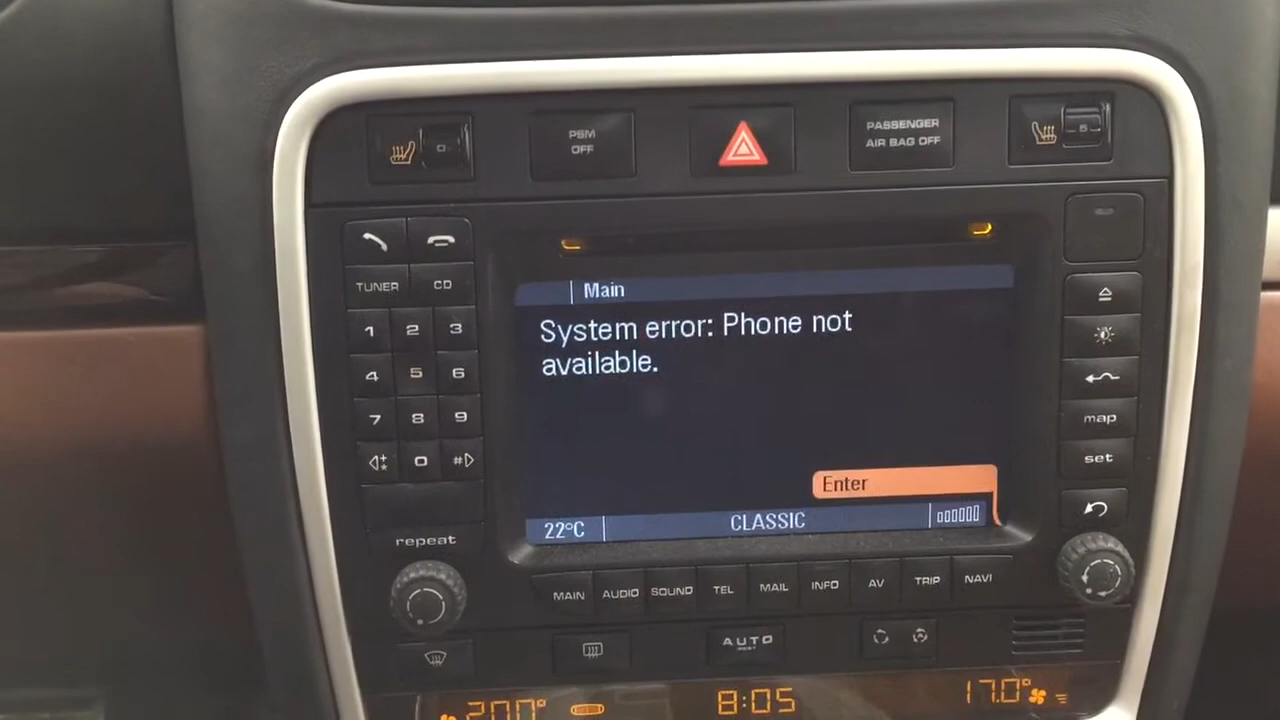 PSM
OFF
PASSENGER
AIR BAG OFF
TUNER
CD
1
2
3
4
5
6
7
8
9
0
#
repeat
Main
System error: Phone not
available.
Enter
22°C
CLASSIC
map
set
MAIN
AUDIO
SOUND
TEL
MAIL
INFO
AV
TRIP
NAVI
AUTO
REST
20.0°
8:05
17.0°